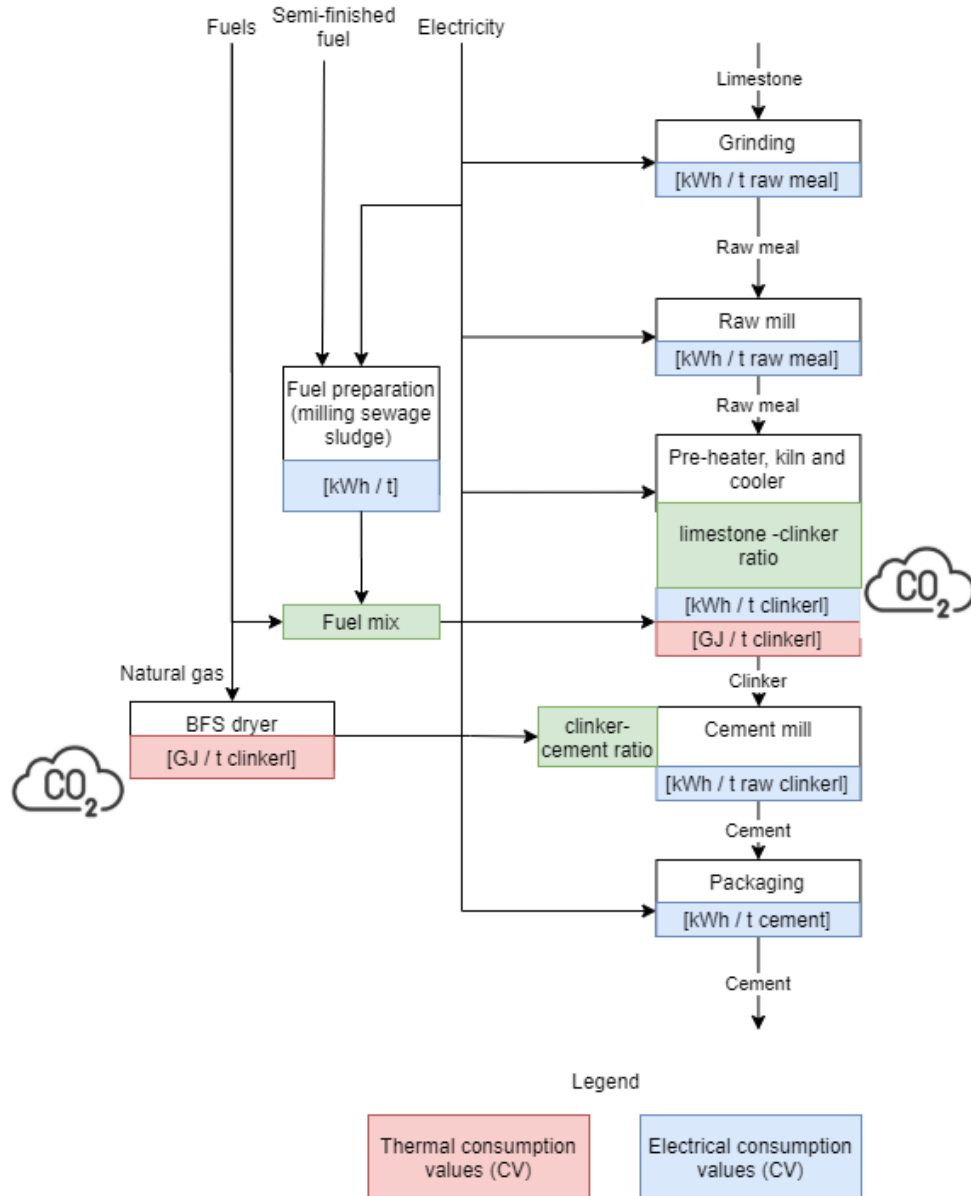 Fuels
Semi-finished
fuel
Electricity
Limestone
Grinding
[kWh / t raw meal]
Raw meal
Raw mill
[kWh / t raw meal]
Raw meal
Fuel preparation
(milling sewage
sludge)
[kWh / t]
Pre-heater, kiln and
cooler
limestone -clinker
ratio
CO2
[kWh / t clinkerl]
Fuel mix
[GJ / t clinkerl]
Natural gas
Clinker
BFS dryer
[GJ / t clinkerl]
CO2
clinker-
cement ratio
Cement mill
[kWh / t raw clinkerl]
Cement
Packaging
[kWh / t cement]
Cement
Legend
Thermal consumption
values (CV)
Electrical consumption
values (CV)